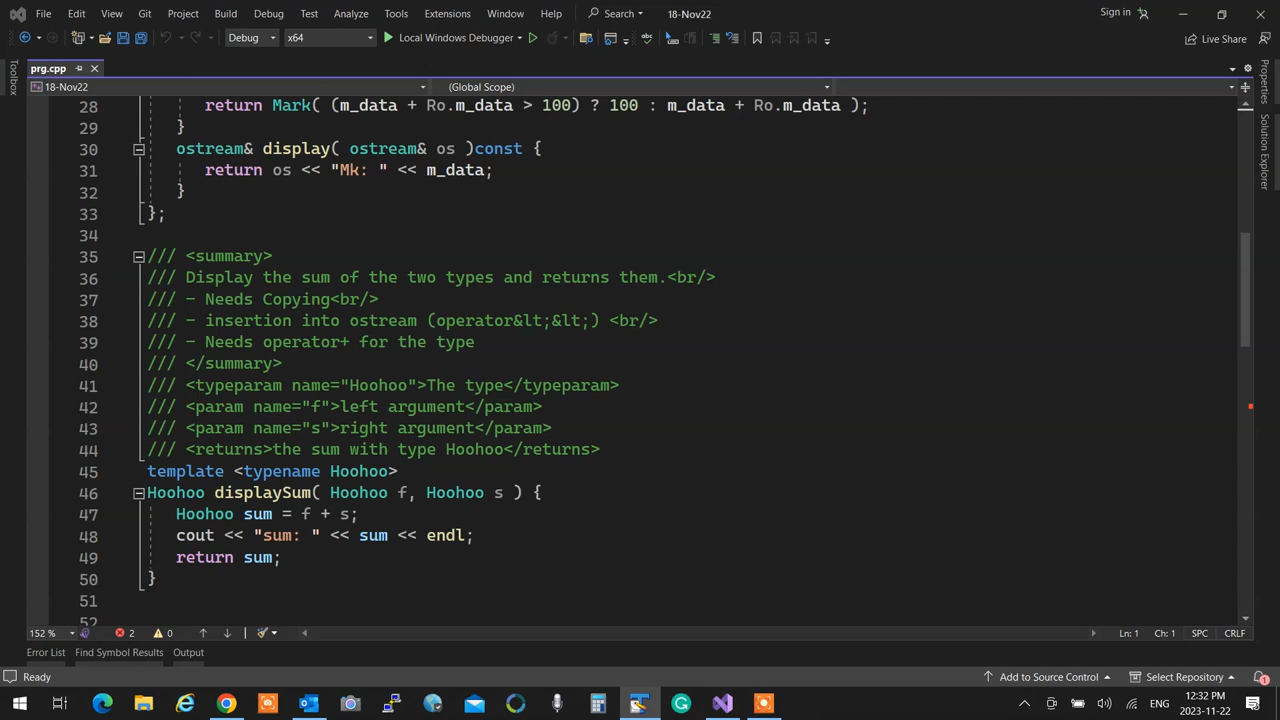 File Edit View Git Project Build Debug Test Analyze Tools Extensions Window Help Search 18-Nov22 Sign in
Debug x64 Local Windows Debugger Live Share
prg.cpp
18-Nov22 (Global Scope)
Toolbox
Properties
Solution Explorer
28 return Mark( (m_data + Ro.m_data > 100) ? 100 : m_data + Ro.m_data );
29 }
30 ostream& display( ostream& os )const {
31 return os << "Mk: " << m_data;
32 }
33 };
34
35 /// <summary>
36 /// Display the sum of the two types and returns them.<br/>
37 /// - Needs Copying<br/>
38 /// - insertion into ostream (operator&lt;&lt;) <br/>
39 /// - Needs operator+ for the type
40 /// </summary>
41 /// <typeparam name="Hoohoo">The type</typeparam>
42 /// <param name="f">left argument</param>
43 /// <param name="s">right argument</param>
44 /// <returns>the sum with type Hoohoo</returns>
45 template <typename Hoohoo>
46 Hoohoo displaySum( Hoohoo f, Hoohoo s ) {
47 Hoohoo sum = f + s;
48 cout << "sum: " << sum << endl;
49 return sum;
50 }
51
52
152 % 2 0 Ln: 1 Ch: 1 SPC CRLF
Error List Find Symbol Results Output
Ready Add to Source Control Select Repository 1
ENG 12:32 PM
2023-11-22